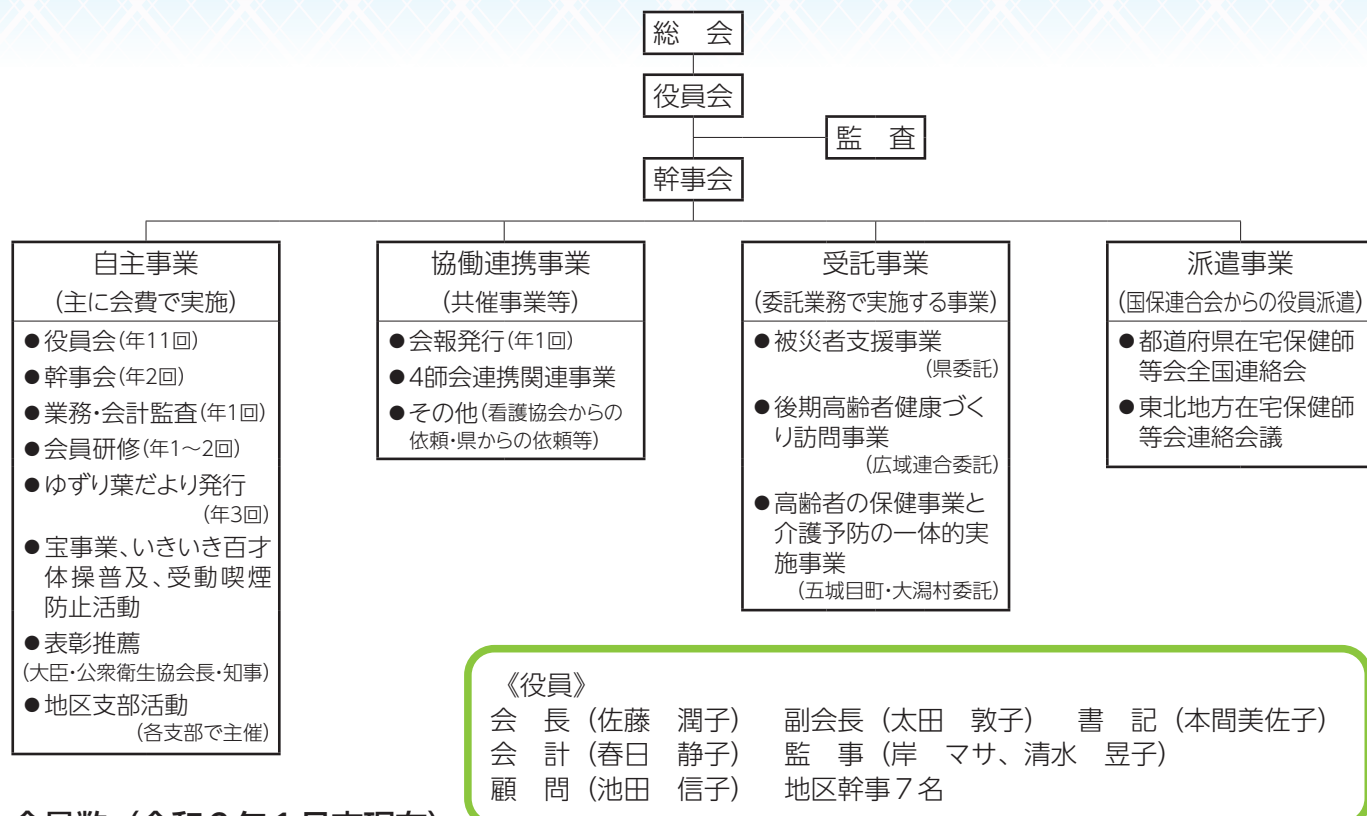 総　会
役員会
監　査
幹事会
自主事業
(主に会費で実施)
●役員会(年11回)
●幹事会(年2回)
●業務・会計監査(年1回)
●会員研修(年1～2回)
●ゆずり葉だより発行
(年3回)
●宝事業、いきいき百才
体操普及、受動喫煙
防止活動
●表彰推薦
(大臣・公衆衛生協会長・知事)
●地区支部活動
(各支部で主催)
協働連携事業
(共催事業等)
●会報発行(年1回)
●4師会連携関連事業
●その他(看護協会からの
依頼・県からの依頼等)
受託事業
(委託業務で実施する事業)
●被災者支援事業
(県委託)
●後期高齢者健康づく
り訪問事業
(広域連合委託)
●高齢者の保健事業と
介護予防の一体的実
施事業
(五城目町・大潟村委託)
派遣事業
(国保連合会からの役員派遣)
●都道府県在宅保健師
等会全国連絡会
●東北地方在宅保健師
等会連絡会議
《役員》
会　長（佐藤　潤子）　副会長（太田　敦子）　書　記（本間美佐子）
会　計（春日　静子）　監　事（岸　マサ、清水　昱子）
顧　問（池田　信子）　地区幹事７名